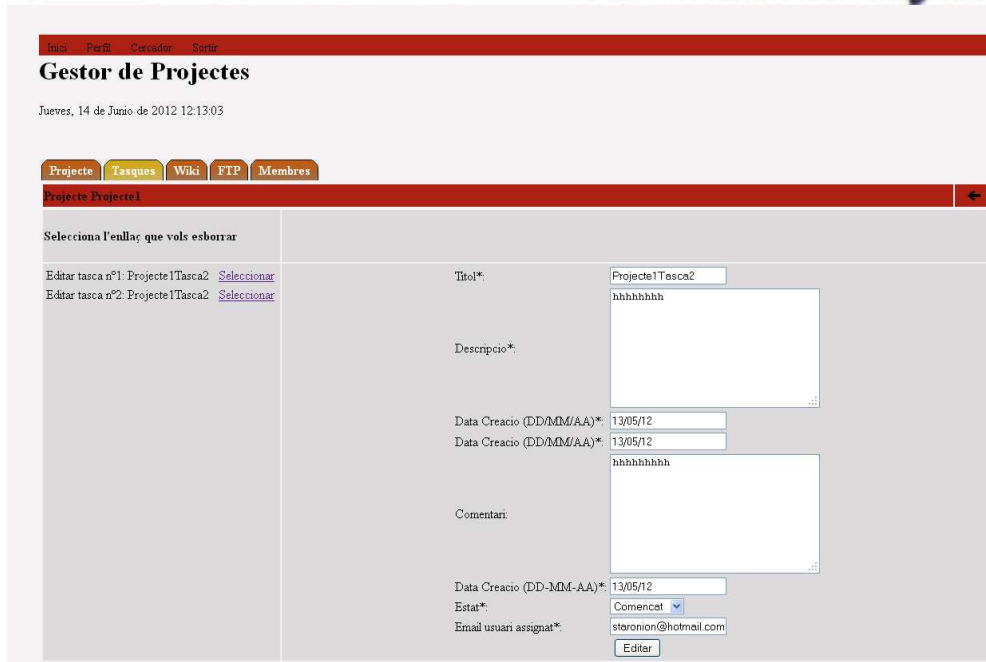 Inici Perfil Cercador Sortir
Gestor de Projectes
Jueves, 14 de Junio de 2012 12:13:03
Projecte Tasques Wiki FTP Membres
Projecte Projecte1
Selecciona l'enllaç que vols esborrar
Editar tasca nº1: Projecte1Tasca2 Seleccionar
Editar tasca nº2: Projecte1Tasca2 Seleccionar
Titol*: Projecte1Tasca2
Descripcio*: hhhhhhhh
Data Creacio (DD/MM/AA)*: 13/05/12
Data Creacio (DD/MM/AA)*: 13/05/12
Comentari: hhhhhhhhh
Data Creacio (DD-MM-AA)*: 13/05/12
Estat*: Comencat
Email usuari assignat*: staronion@hotmail.com
Editar